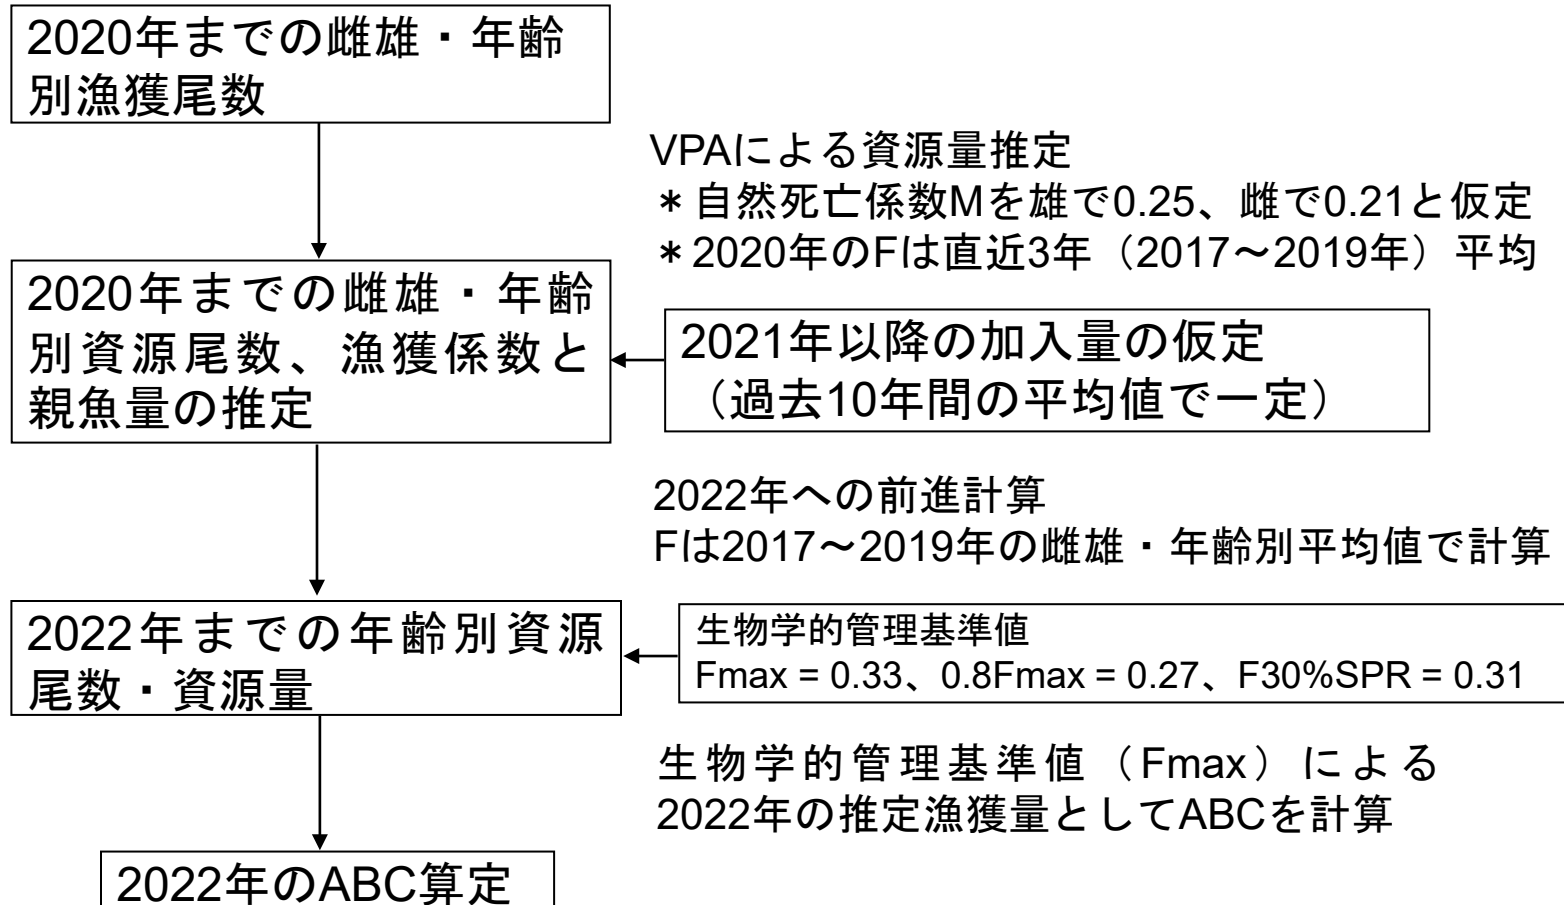 2020年までの雌雄・年齢
別漁獲尾数
VPAによる資源量推定
＊自然死亡係数Mを雄で0.25、雌で0.21と仮定
＊2020年のFは直近3年（2017～2019年）平均
2020年までの雌雄・年齢
別資源尾数、漁獲係数と
親魚量の推定
2021年以降の加入量の仮定
（過去10年間の平均値で一定）
2022年への前進計算
Fは2017～2019年の雌雄・年齢別平均値で計算
2022年までの年齢別資源
尾数・資源量
生物学的管理基準値
Fmax = 0.33、0.8Fmax = 0.27、F30%SPR = 0.31
生物学的管理基準値（Fmax）による
2022年の推定漁獲量としてABCを計算
2022年のABC算定